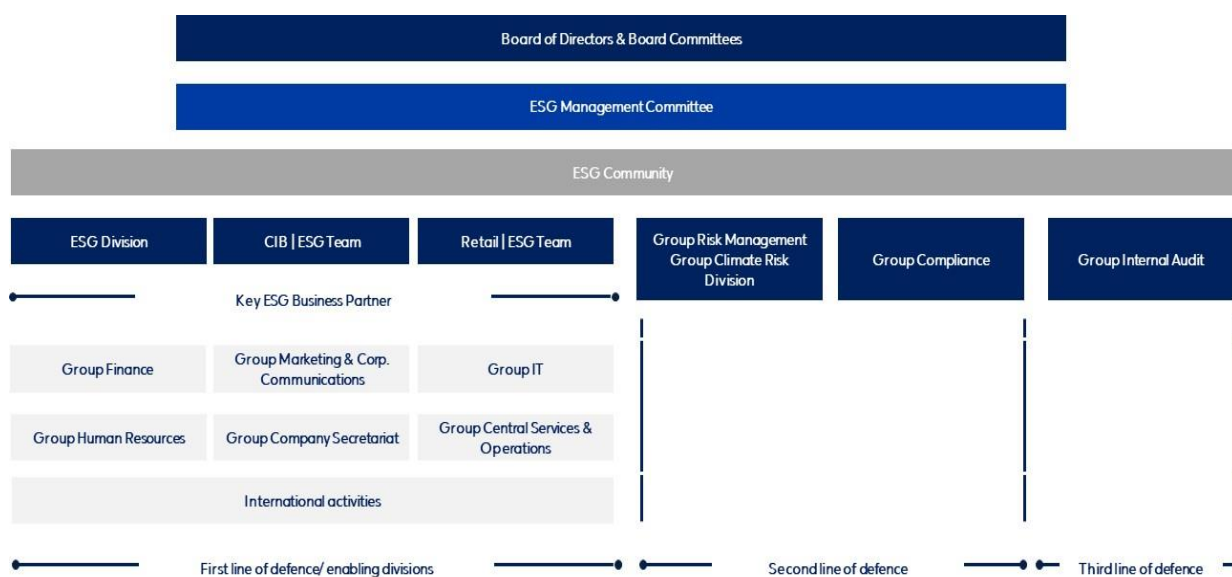 Board of Directors & Board Committees
ESG Management Committee
ESG Community
ESG Division
CIB | ESG Team
Retail | ESG Team
Group Risk Management
Group Climate Risk
Division
Group Compliance
Group Internal Audit
Key ESG Business Partner
Group Finance
Group Marketing & Corp.
Communications
Group IT
Group Human Resources
Group Company Secretariat
Group Central Services &
Operations
International activities
First line of defence/ enabling divisions
Second line of defence
Third line of defence